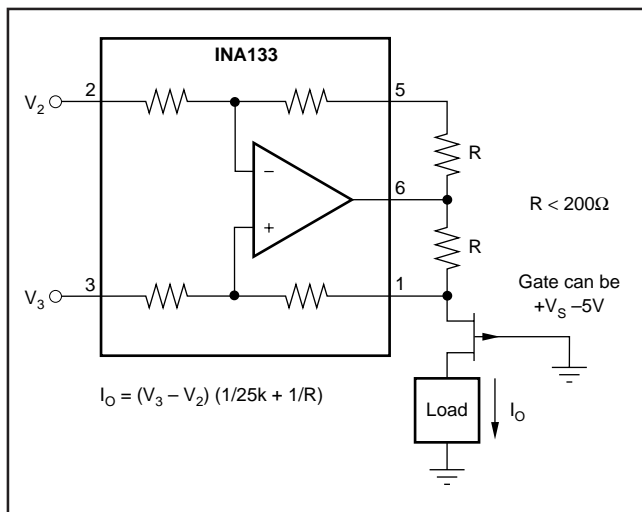 INA133
V2
2
5
R
6
R < 200Ω
R
V3
3
1
Gate can be
+VS –5V
IO = (V3 – V2) (1/25k + 1/R)
Load
IO
–
+